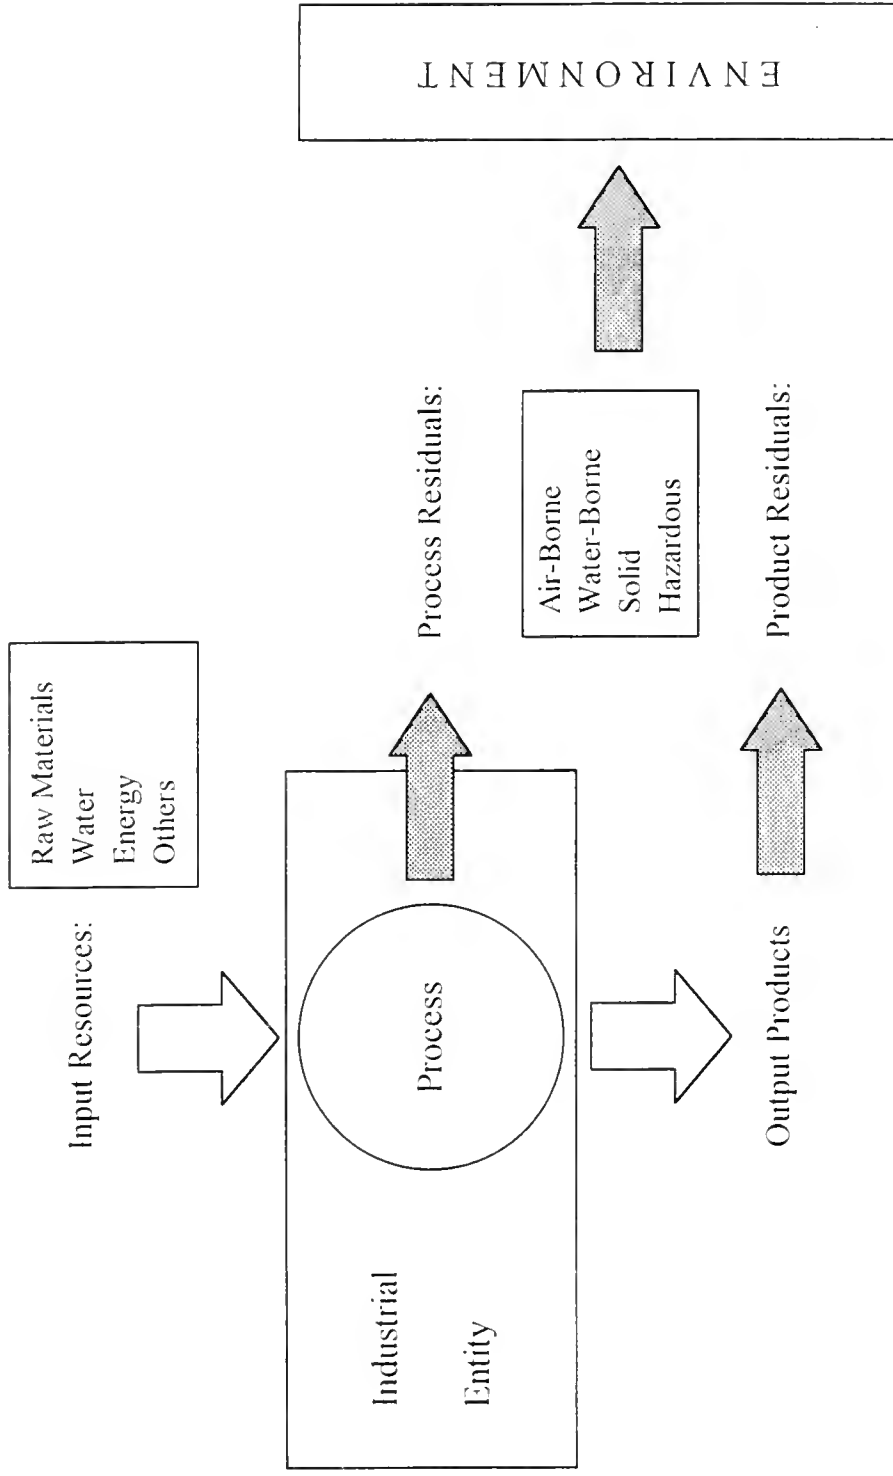 Input Resources:
Raw Materials
Water
Energy
Others
Industrial
Entity
Process
Process Residuals:
Air-Borne
Water-Borne
Solid
Hazardous
Output Products
Product Residuals:
ENVIRONMENT